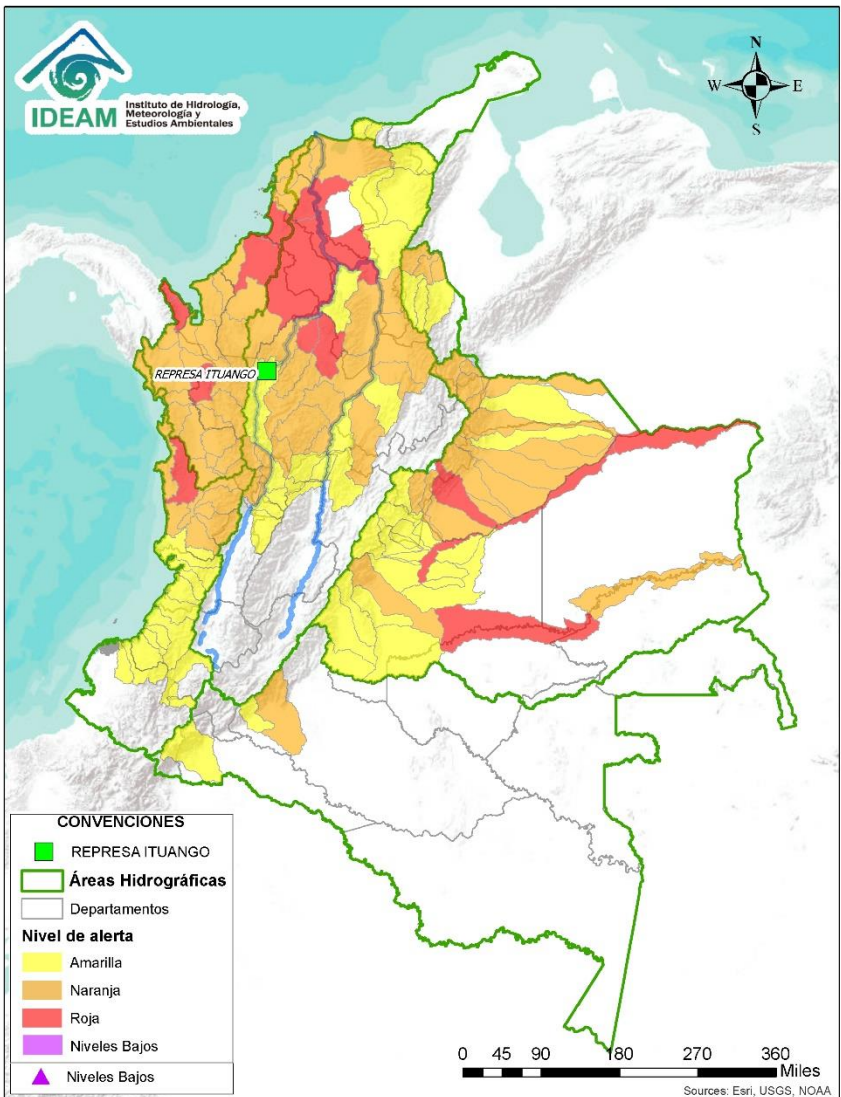 IDEAM
Instituto de Hidrología,
Meteorología y
Estudios Ambientales
N
W
E
S
REPRESA ITUANGO
CONVENCIONES
REPRESA ITUANGO
Áreas Hidrográficas
Departamentos
Nivel de alerta
Amarilla
Naranja
Roja
Niveles Bajos
Niveles Bajos
0 45 90 180 270 360
Miles
Sources: Esri, USGS, NOAA